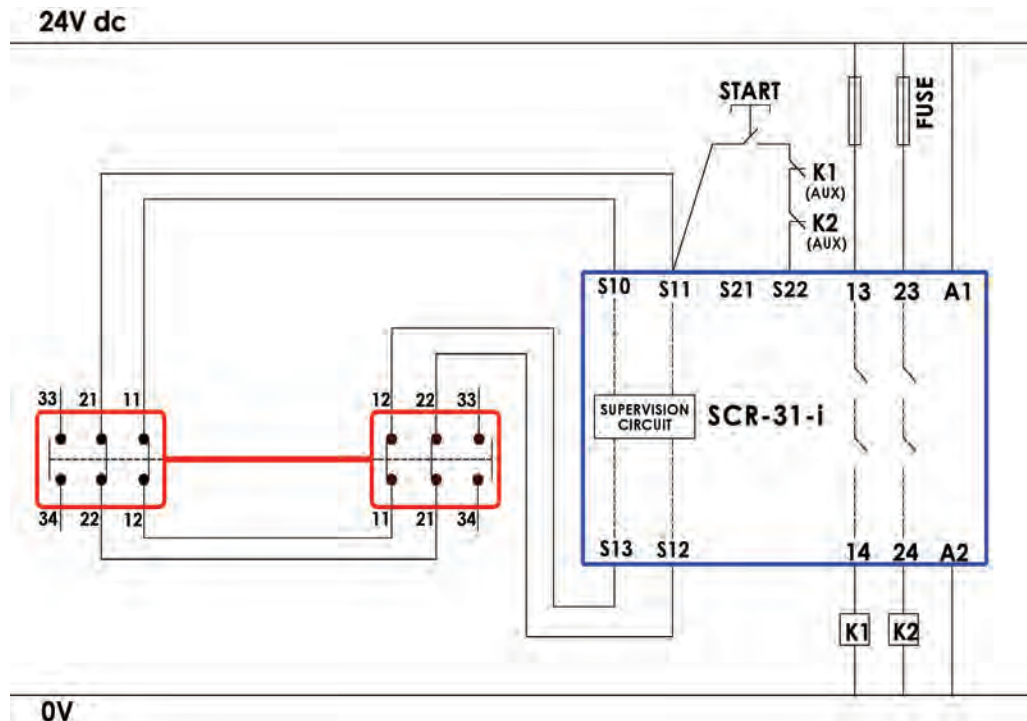 24V dc
START
FUSE
K1
(AUX)
K2
(AUX)
S10 S11 S21 S22 13 23 A1
33 21 11
12 22 33
SUPERVISION
CIRCUIT
SCR-31-i
34 22 12
11 21 34
S13 S12 14 24 A2
K1 K2
0V